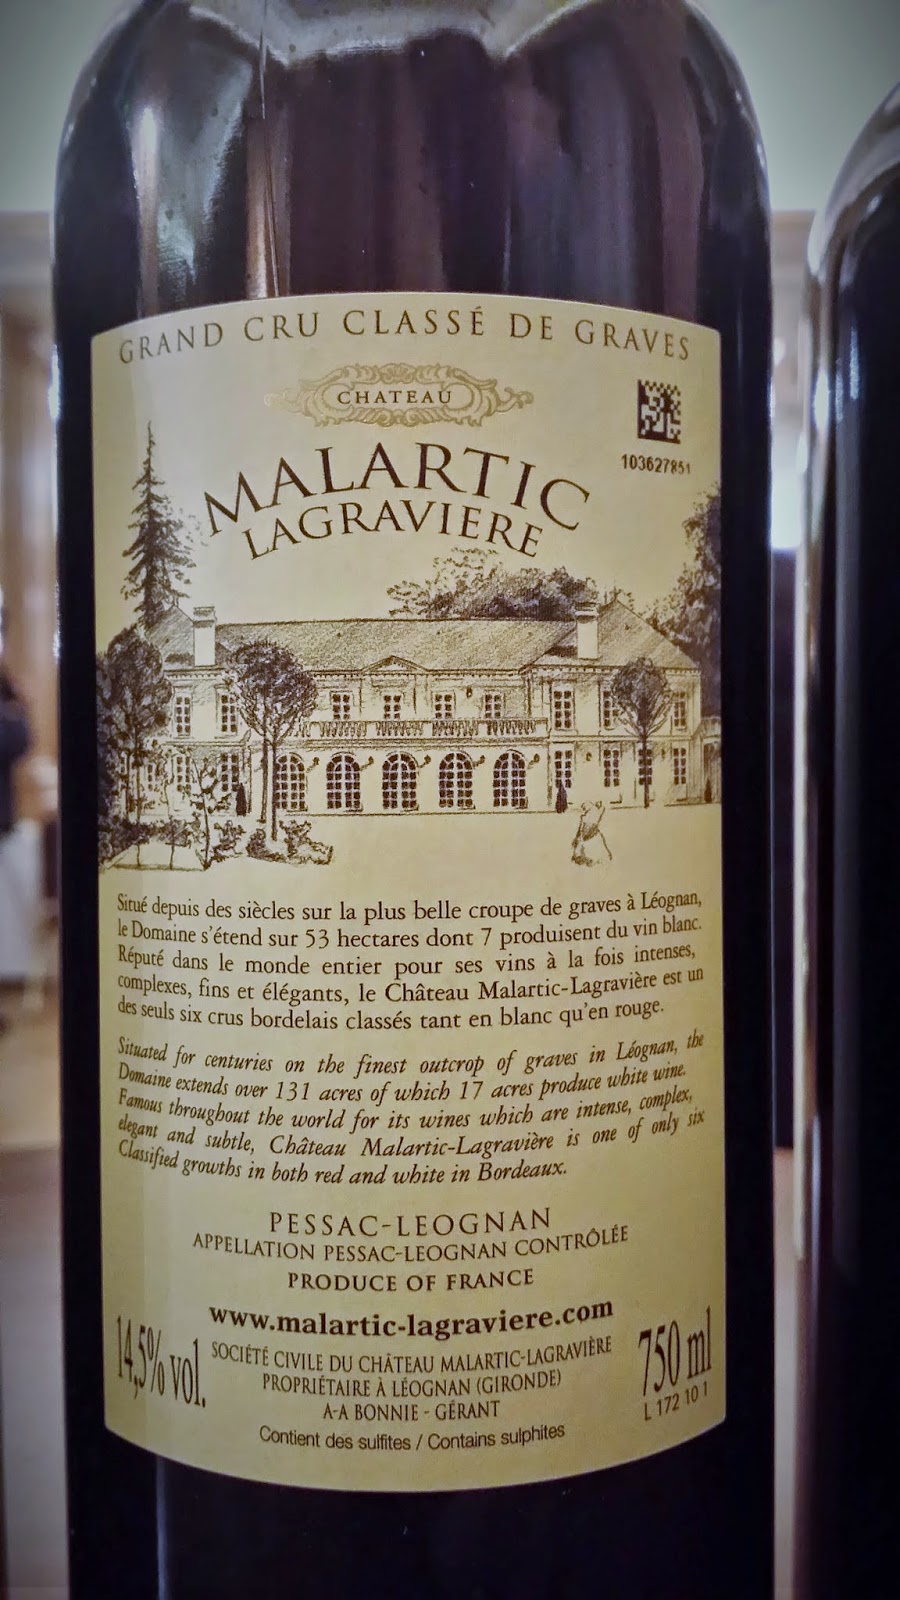 GRAND CRU CLASSÉ DE GRAVES
CHATEAU
103627851
MALARTIC
LAGRAVIERE
Situé depuis des siècles sur la plus belle croupe de graves à Léognan,
le Domaine s'étend sur 53 hectares dont 7 produisent du vin blanc.
Réputé dans le monde entier pour ses vins à la fois intenses,
complexes, fins et élégants, le Château Malartic-Lagravière est un
des seuls six crus bordelais classés tant en blanc qu'en rouge.
Situated for centuries on the finest outcrop of graves in Léognan, the
Domaine extends over 131 acres of which 17 acres produce white wine.
Famous throughout the world for its wines which are intense, complex,
elegant and subtle, Château Malartic-Lagravière is one of only six
Classified growths in both red and white in Bordeaux.
PESSAC-LEOGNAN
APPELLATION PESSAC-LEOGNAN CONTRÔLÉE
PRODUCE OF FRANCE
www.malartic-lagraviere.com
14,5% vol.
SOCIÉTÉ CIVILE DU CHÂTEAU MALARTIC-LAGRAVIÈRE
PROPRIÉTAIRE À LÉOGNAN (GIRONDE)
A-A BONNIE - GÉRANT
750 ml
L 172 10 1
Contient des sulfites / Contains sulphites